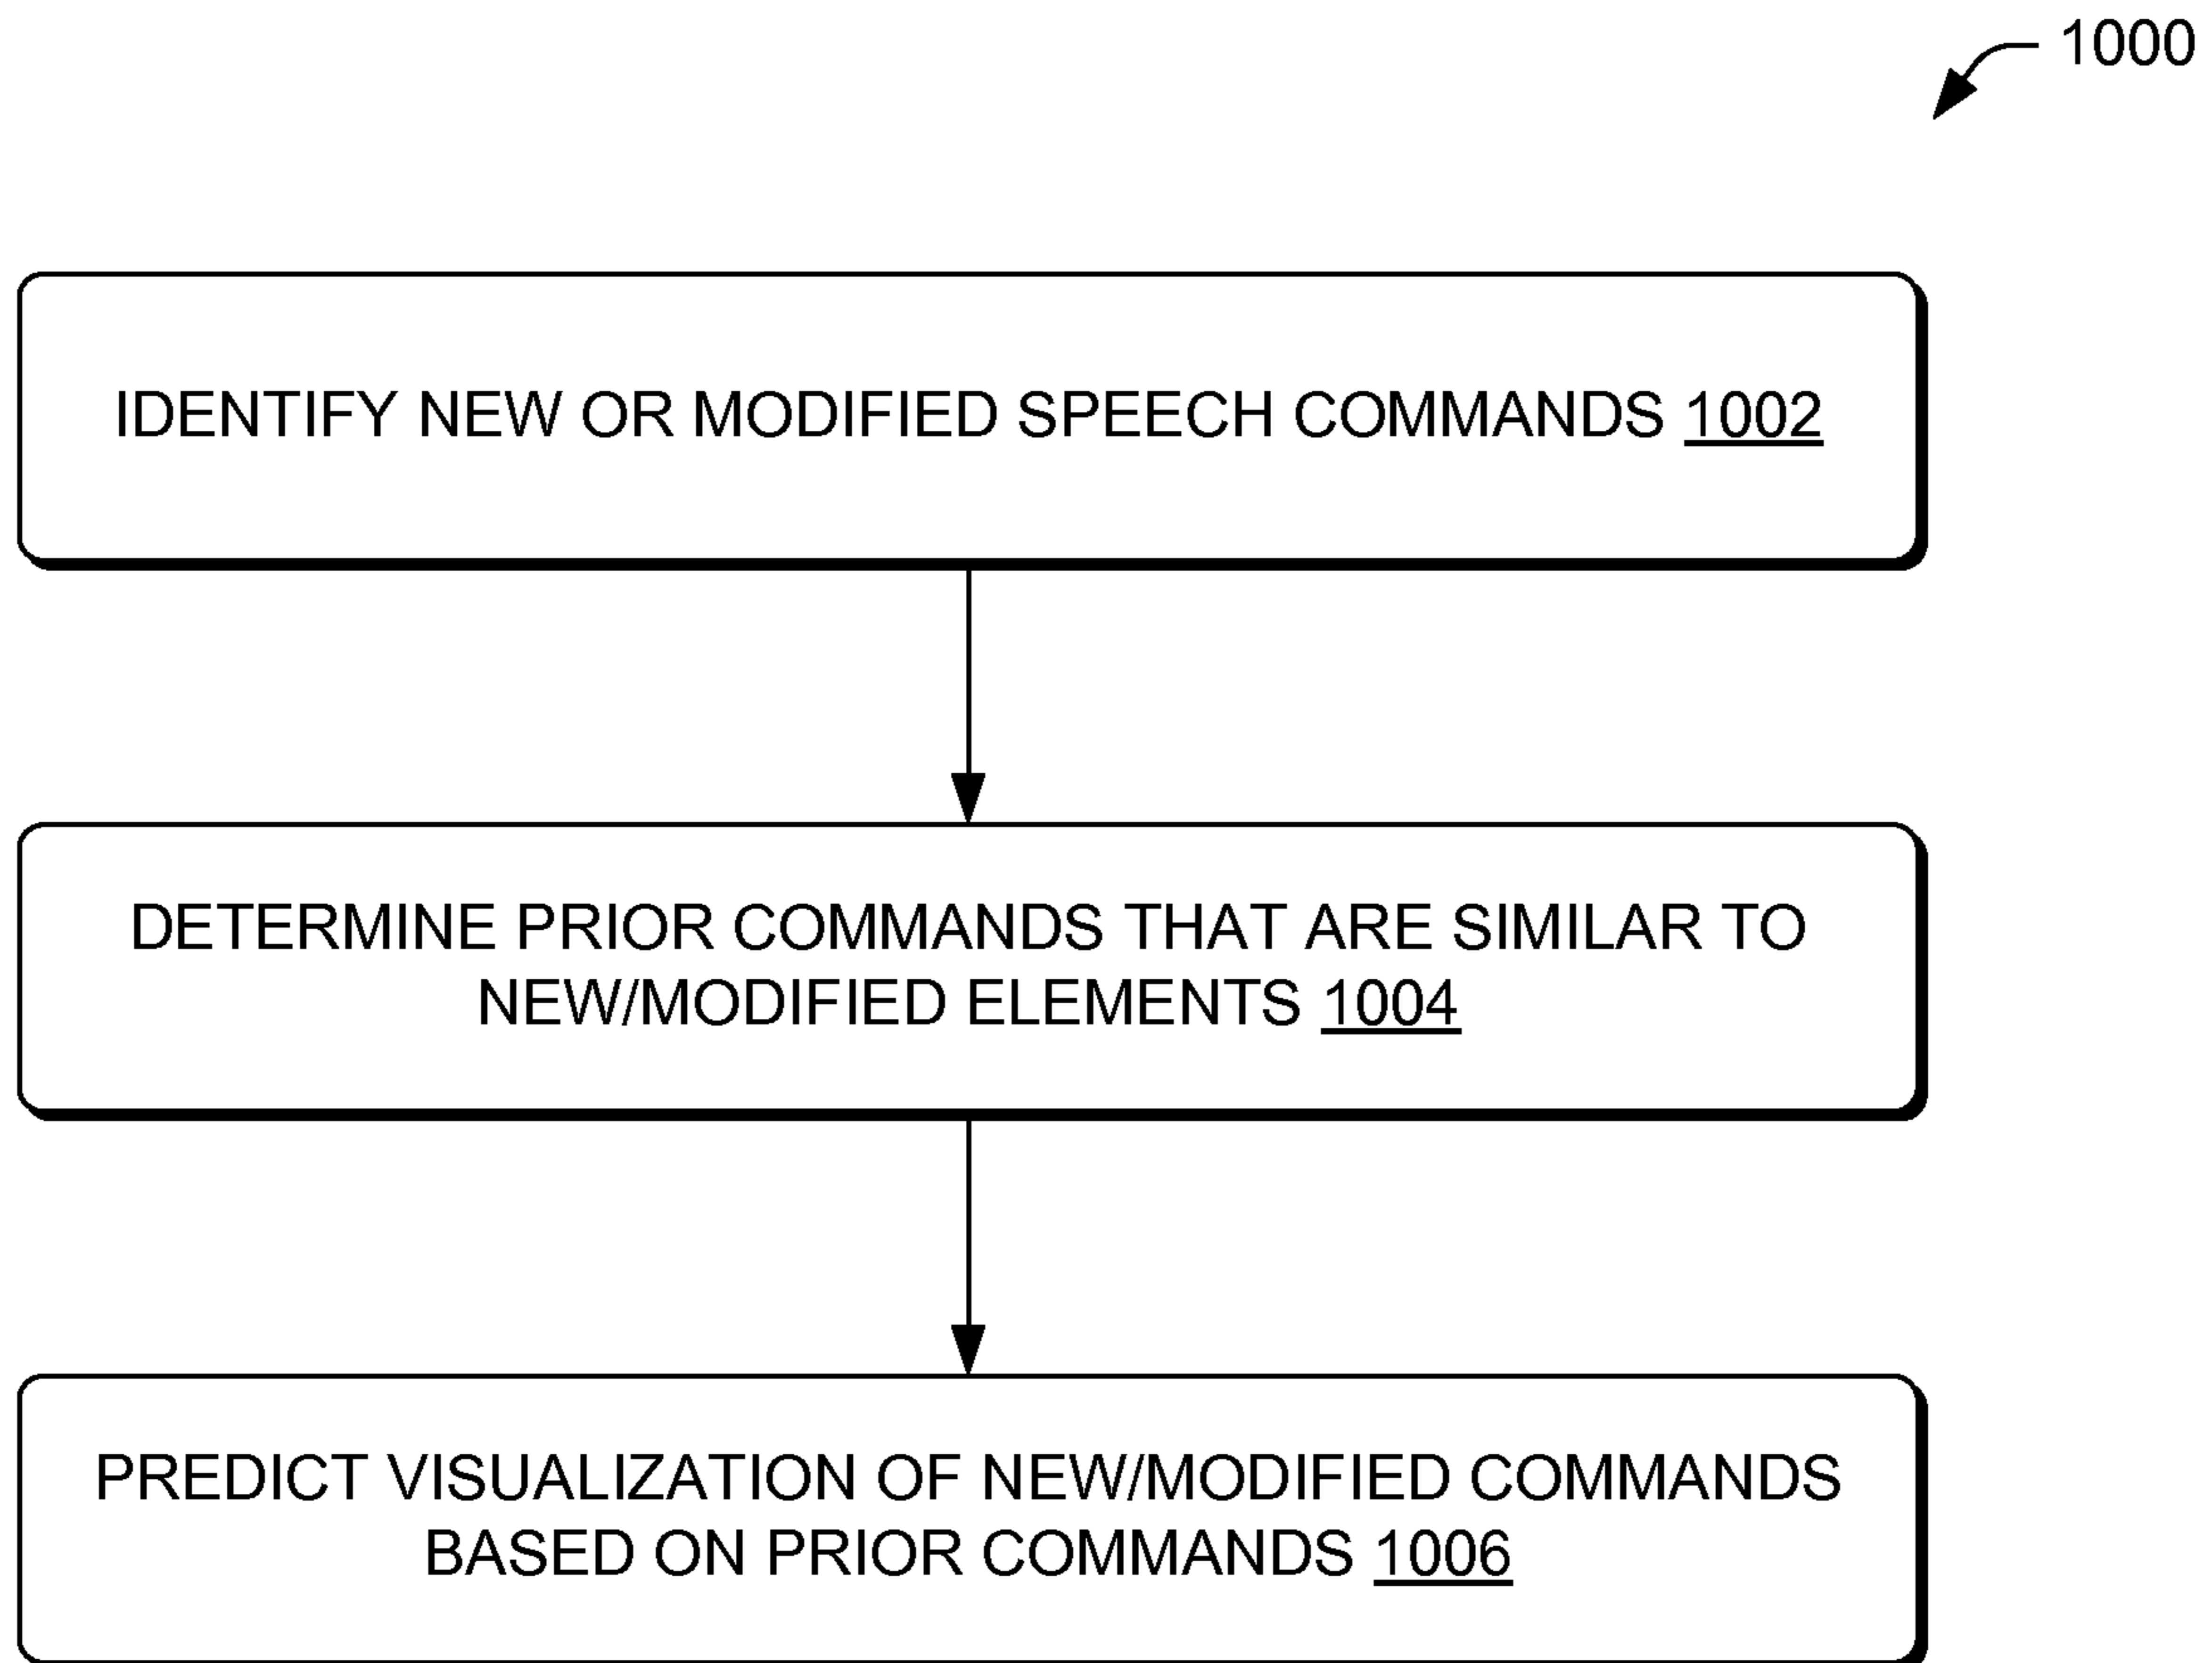 1000
IDENTIFY NEW OR MODIFIED SPEECH COMMANDS 1002
DETERMINE PRIOR COMMANDS THAT ARE SIMILAR TO
NEW/MODIFIED ELEMENTS 1004
PREDICT VISUALIZATION OF NEW/MODIFIED COMMANDS
BASED ON PRIOR COMMANDS 1006